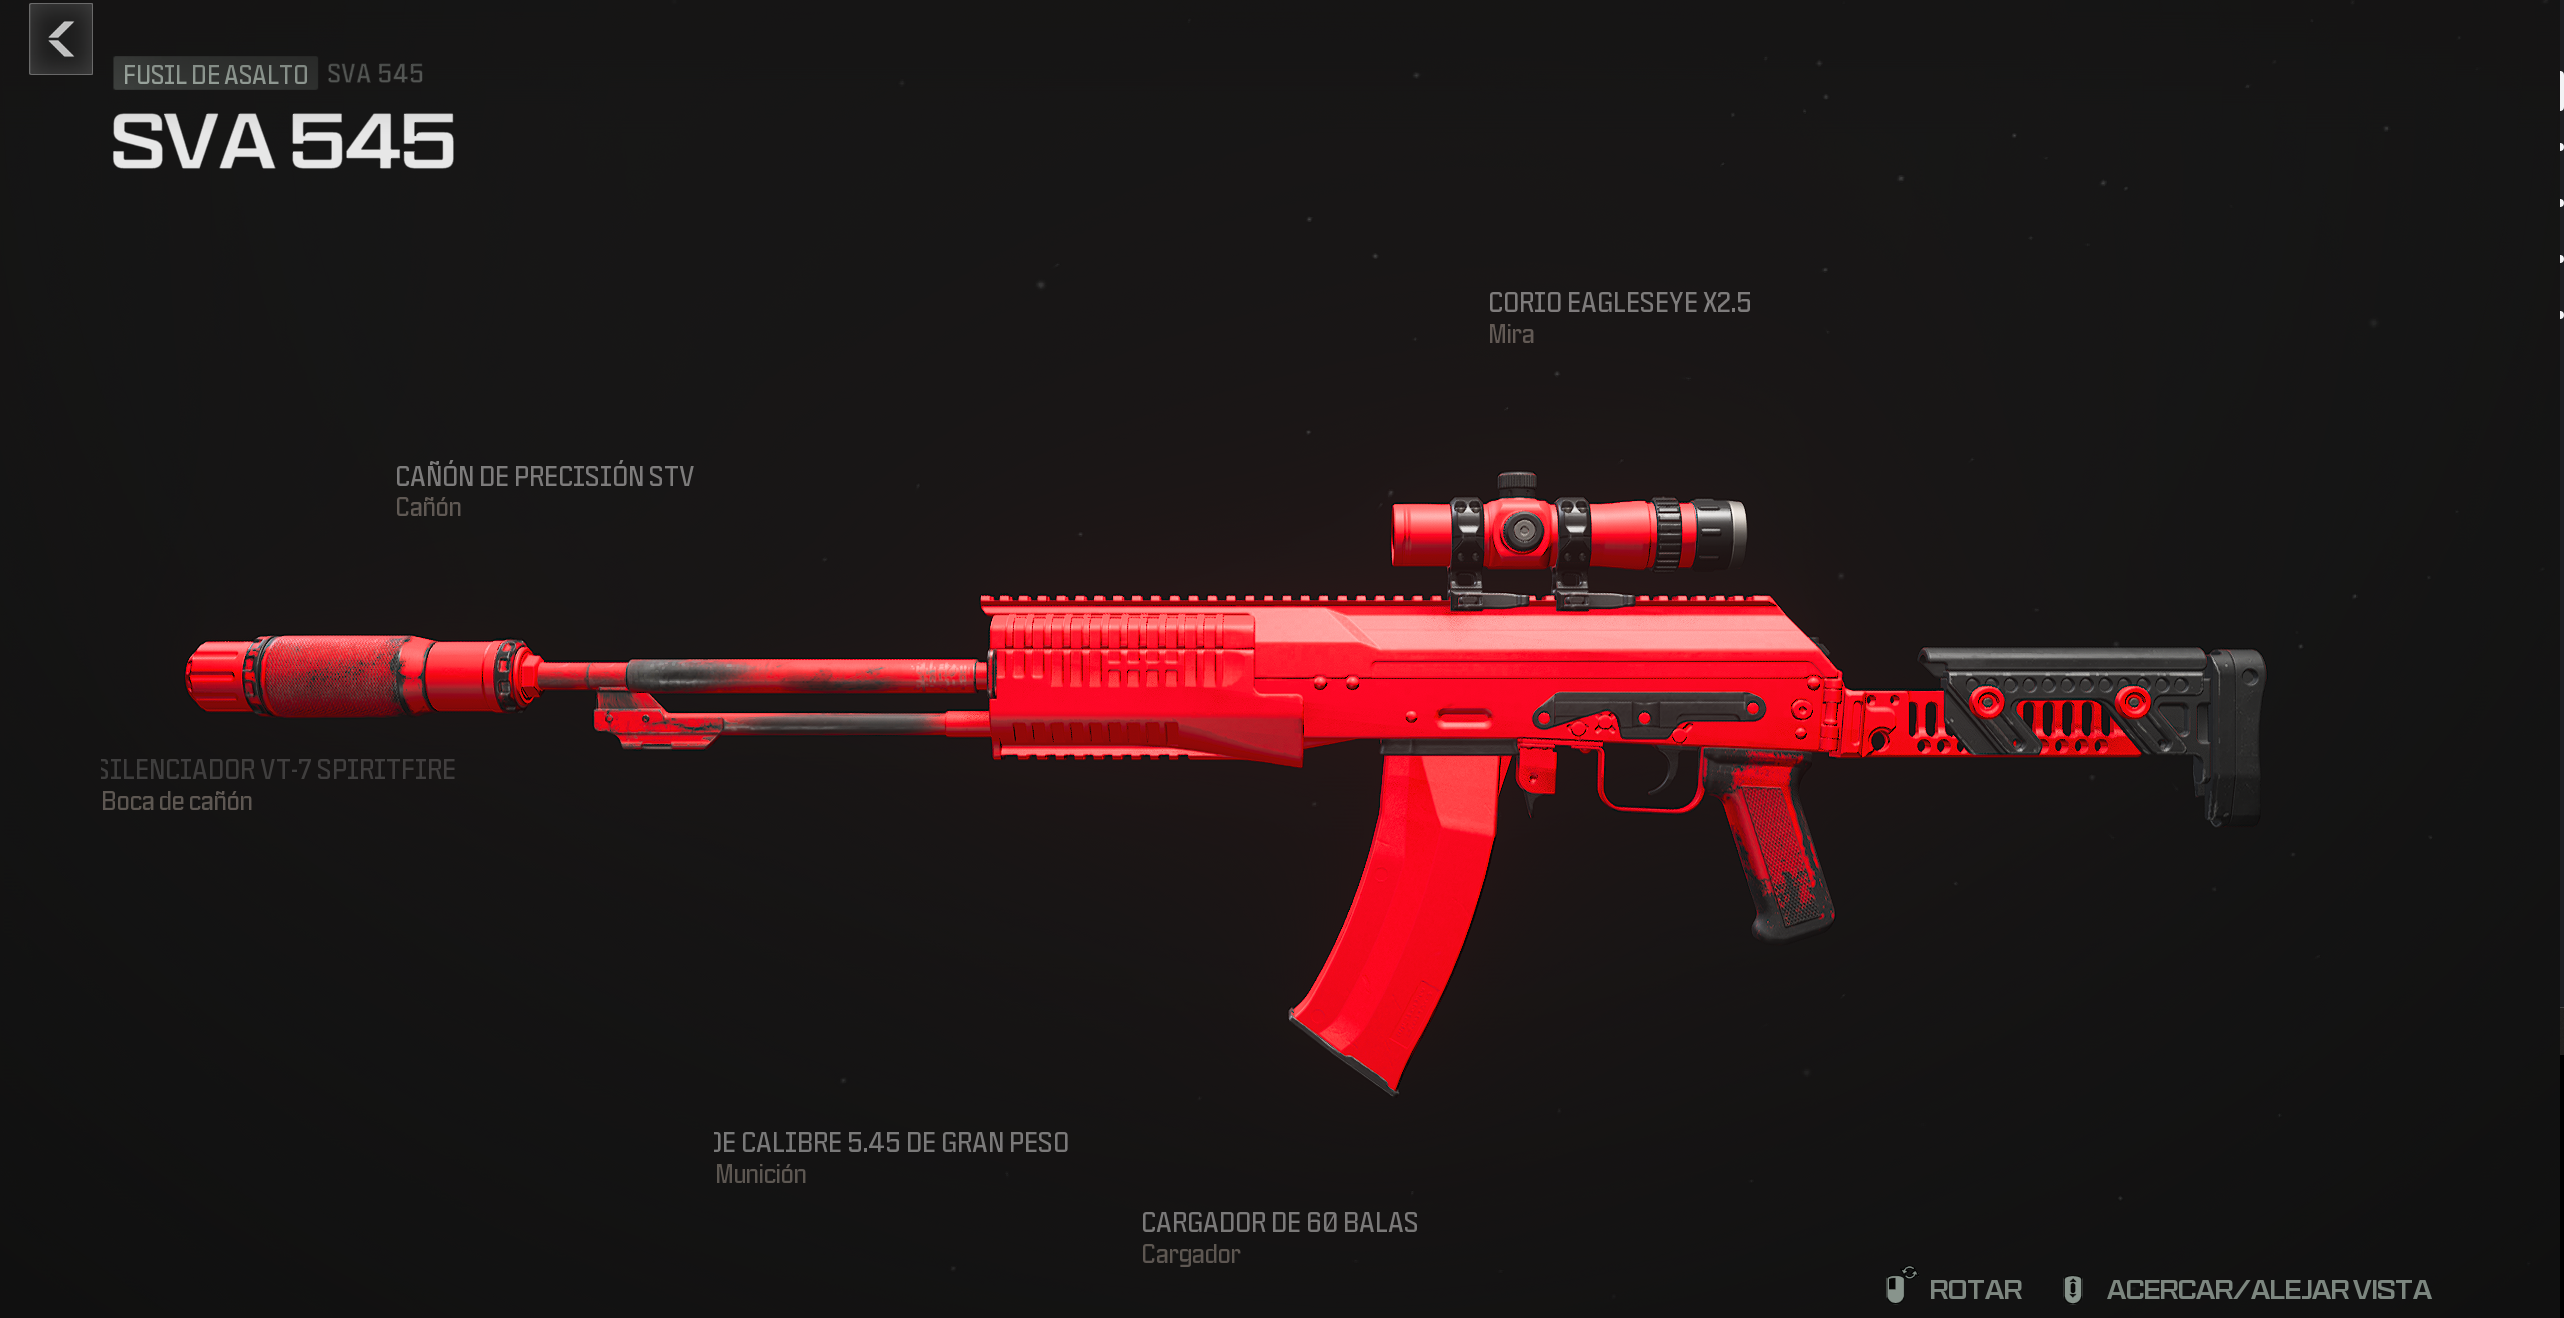 FUSIL DE ASALTO SVA 545
SVA 545
CORIO EAGLESEYE X2.5
Mira
CAÑÓN DE PRECISIÓN STV
Cañón
SILENCIADOR VT-7 SPIRITFIRE
Boca de cañón
DE CALIBRE 5.45 DE GRAN PESO
Munición
CARGADOR DE 60 BALAS
Cargador
ROTAR ACERCAR/ALEJAR VISTA